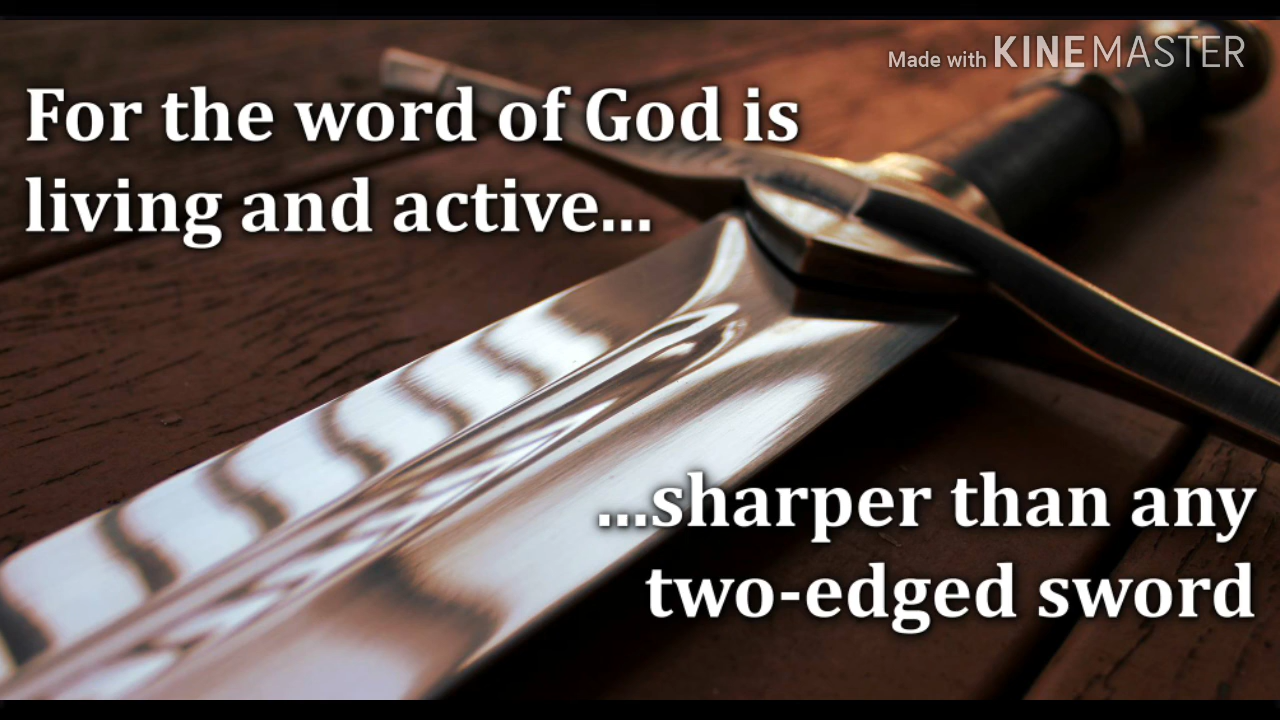 Made with KINEMASTER
For the word of God is
living and active...
...sharper than any
two-edged sword